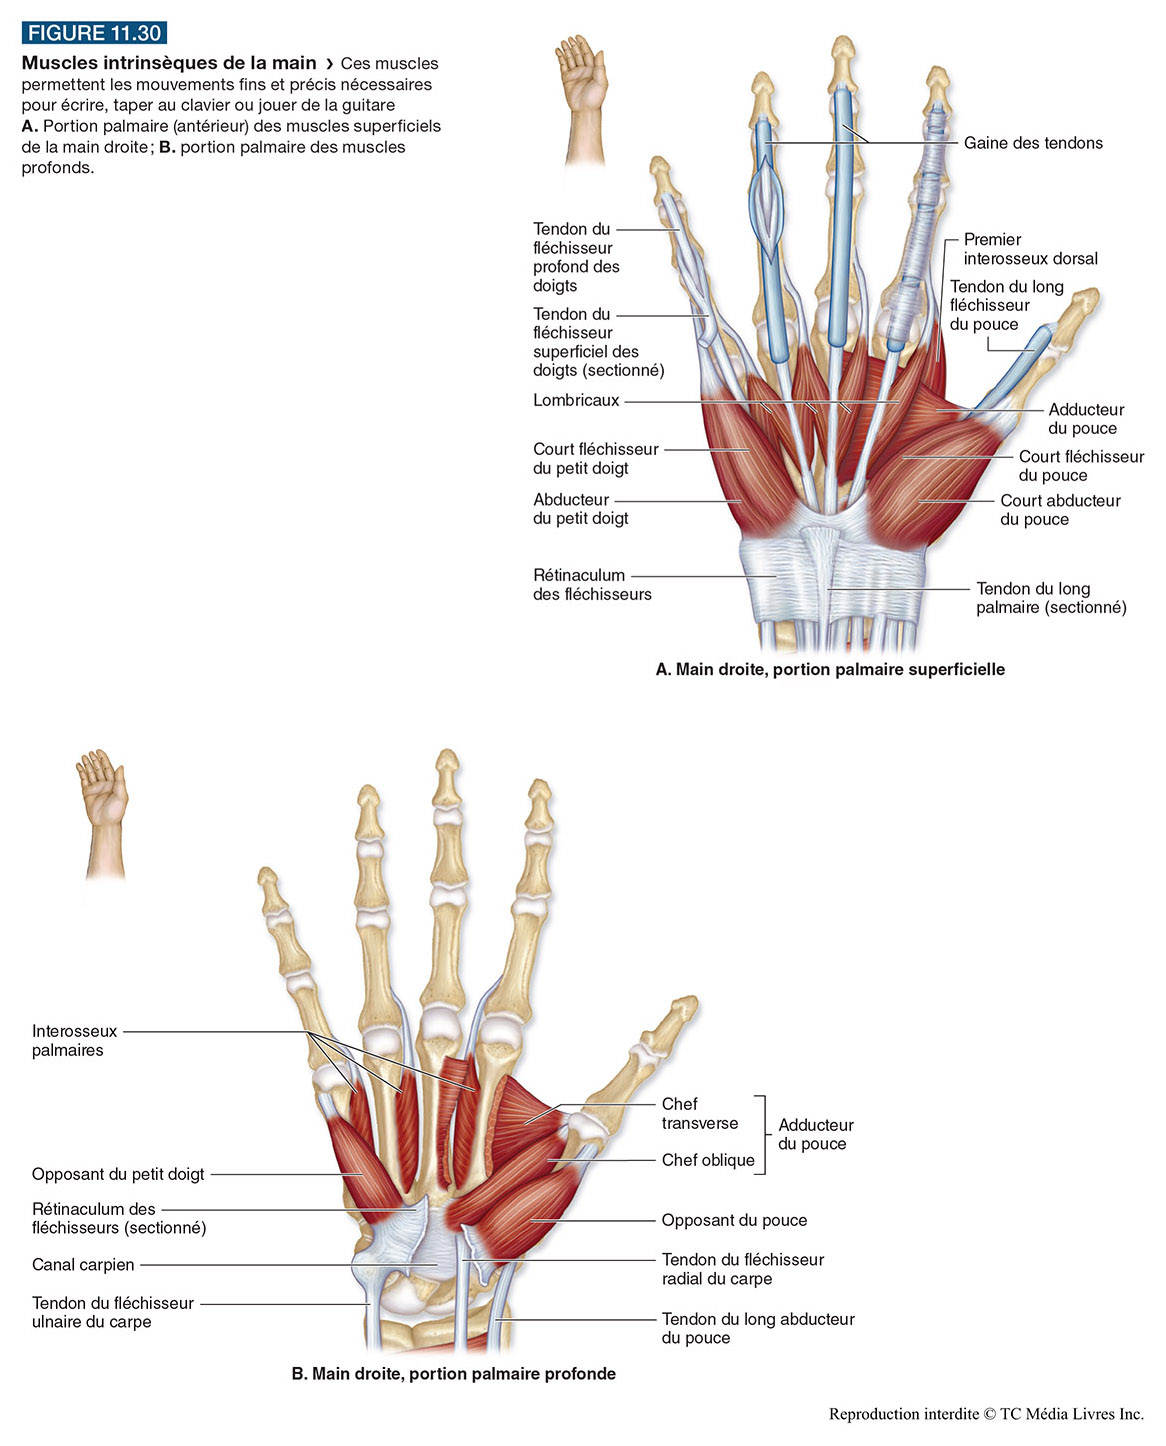 FIGURE 11.30
Muscles intrinsèques de la main › Ces muscles
permettent les mouvements fins et précis nécessaires
pour écrire, taper au clavier ou jouer de la guitare
A. Portion palmaire (antérieur) des muscles superficiels
de la main droite; B. portion palmaire des muscles
profonds.
Gaine des tendons
Tendon du
fléchisseur
profond des
doigts
Premier
interosseux dorsal
Tendon du long
fléchisseur
du pouce
Tendon du
fléchisseur
superficiel des
doigts (sectionné)
Lombricaux
Adducteur
du pouce
Court fléchisseur
du petit doigt
Court fléchisseur
du pouce
Abducteur
du petit doigt
Court abducteur
du pouce
Rétinaculum
des fléchisseurs
Tendon du long
palmaire (sectionné)
A. Main droite, portion palmaire superficielle
Interosseux
palmaires
Chef
transverse
Adducteur
du pouce
Chef oblique
Opposant du petit doigt
Rétinaculum des
fléchisseurs (sectionné)
Opposant du pouce
Canal carpien
Tendon du fléchisseur
radial du carpe
Tendon du fléchisseur
ulnaire du carpe
Tendon du long abducteur
du pouce
B. Main droite, portion palmaire profonde
Reproduction interdite © TC Média Livres Inc.